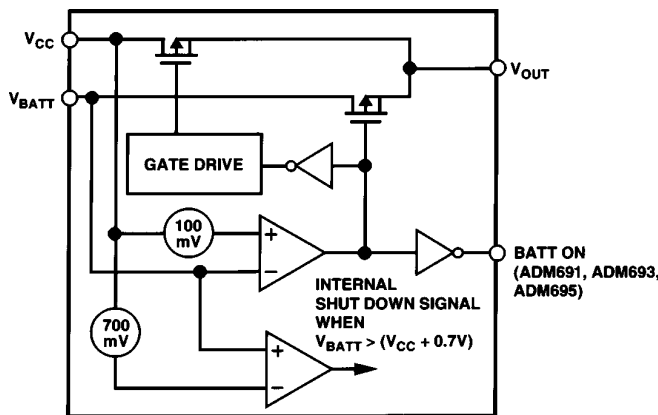 VCC
VBATT
VOUT
GATE DRIVE
100
mV
+
−
BATT ON
(ADM691, ADM693,
ADM695)
INTERNAL
SHUT DOWN SIGNAL
WHEN
VBATT > (VCC + 0.7V)
700
mV
+
−